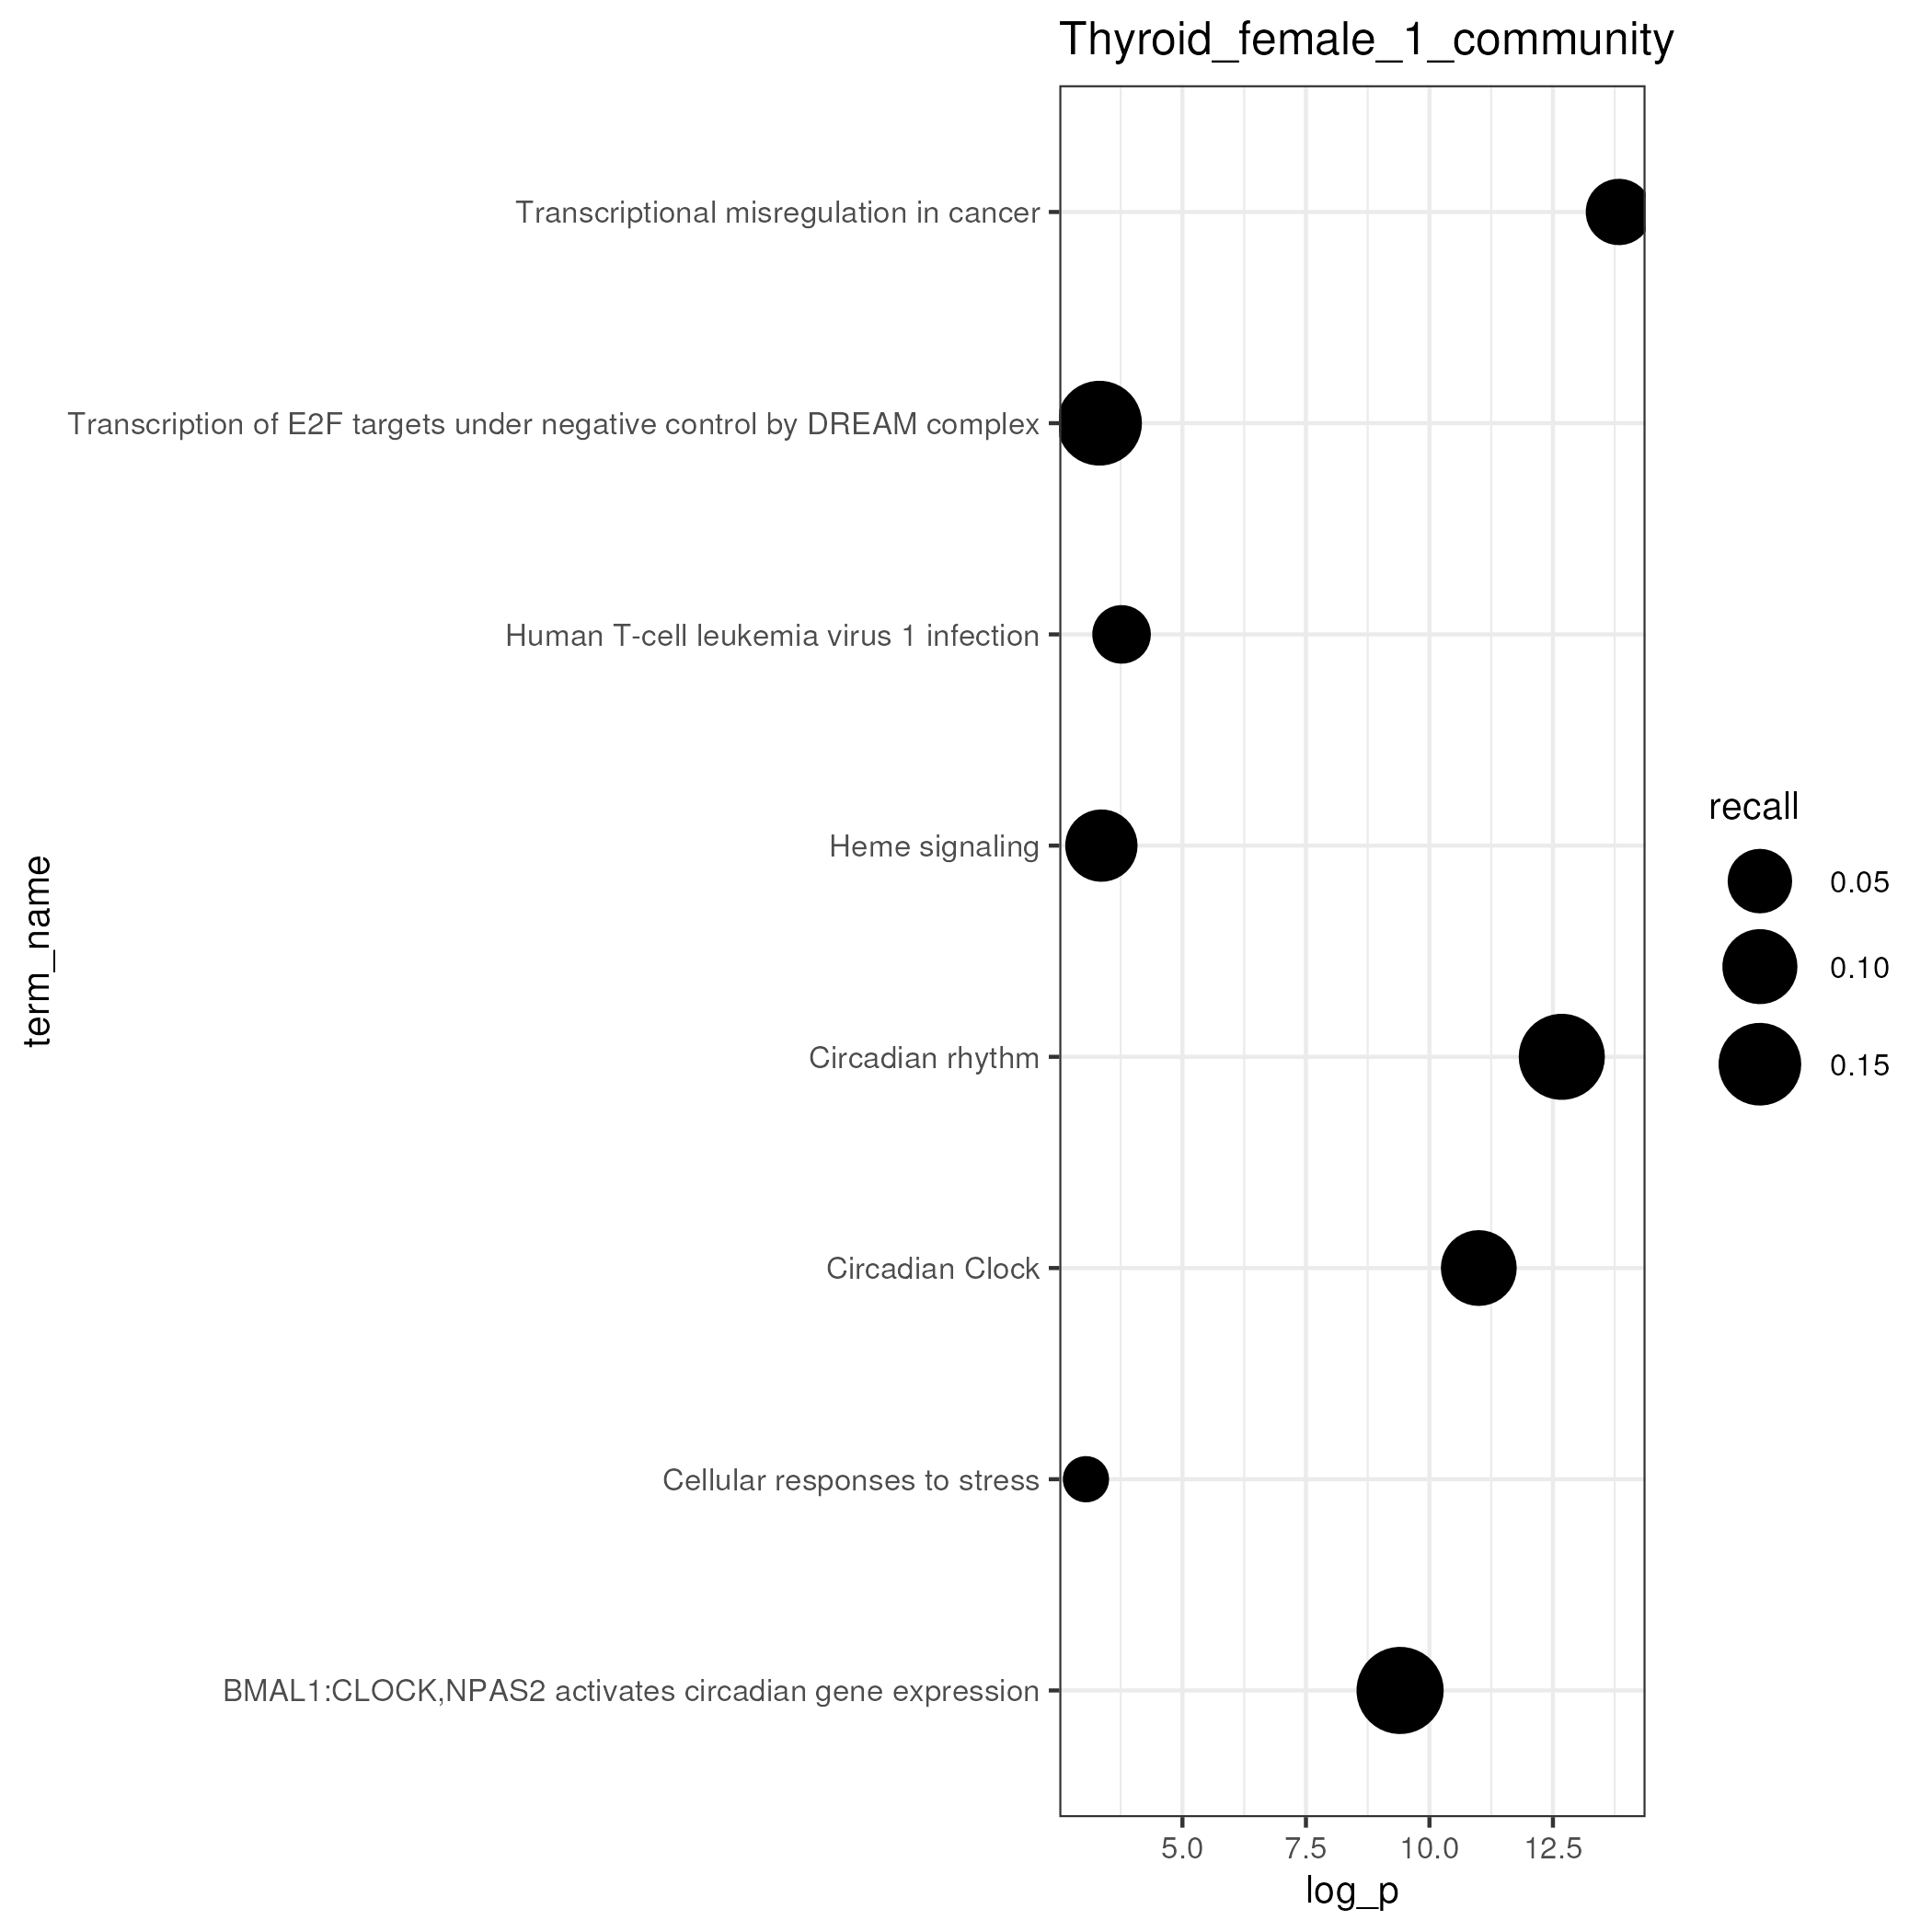 Thyroid_female_1_community
Transcriptional misregulation in cancer
Transcription of E2F targets under negative control by DREAM complex
Human T-cell leukemia virus 1 infection
Heme signaling
Circadian rhythm
Circadian Clock
Cellular responses to stress
BMAL1:CLOCK,NPAS2 activates circadian gene expression
term_name
5.0 7.5 10.0 12.5
log_p
recall
0.05
0.10
0.15